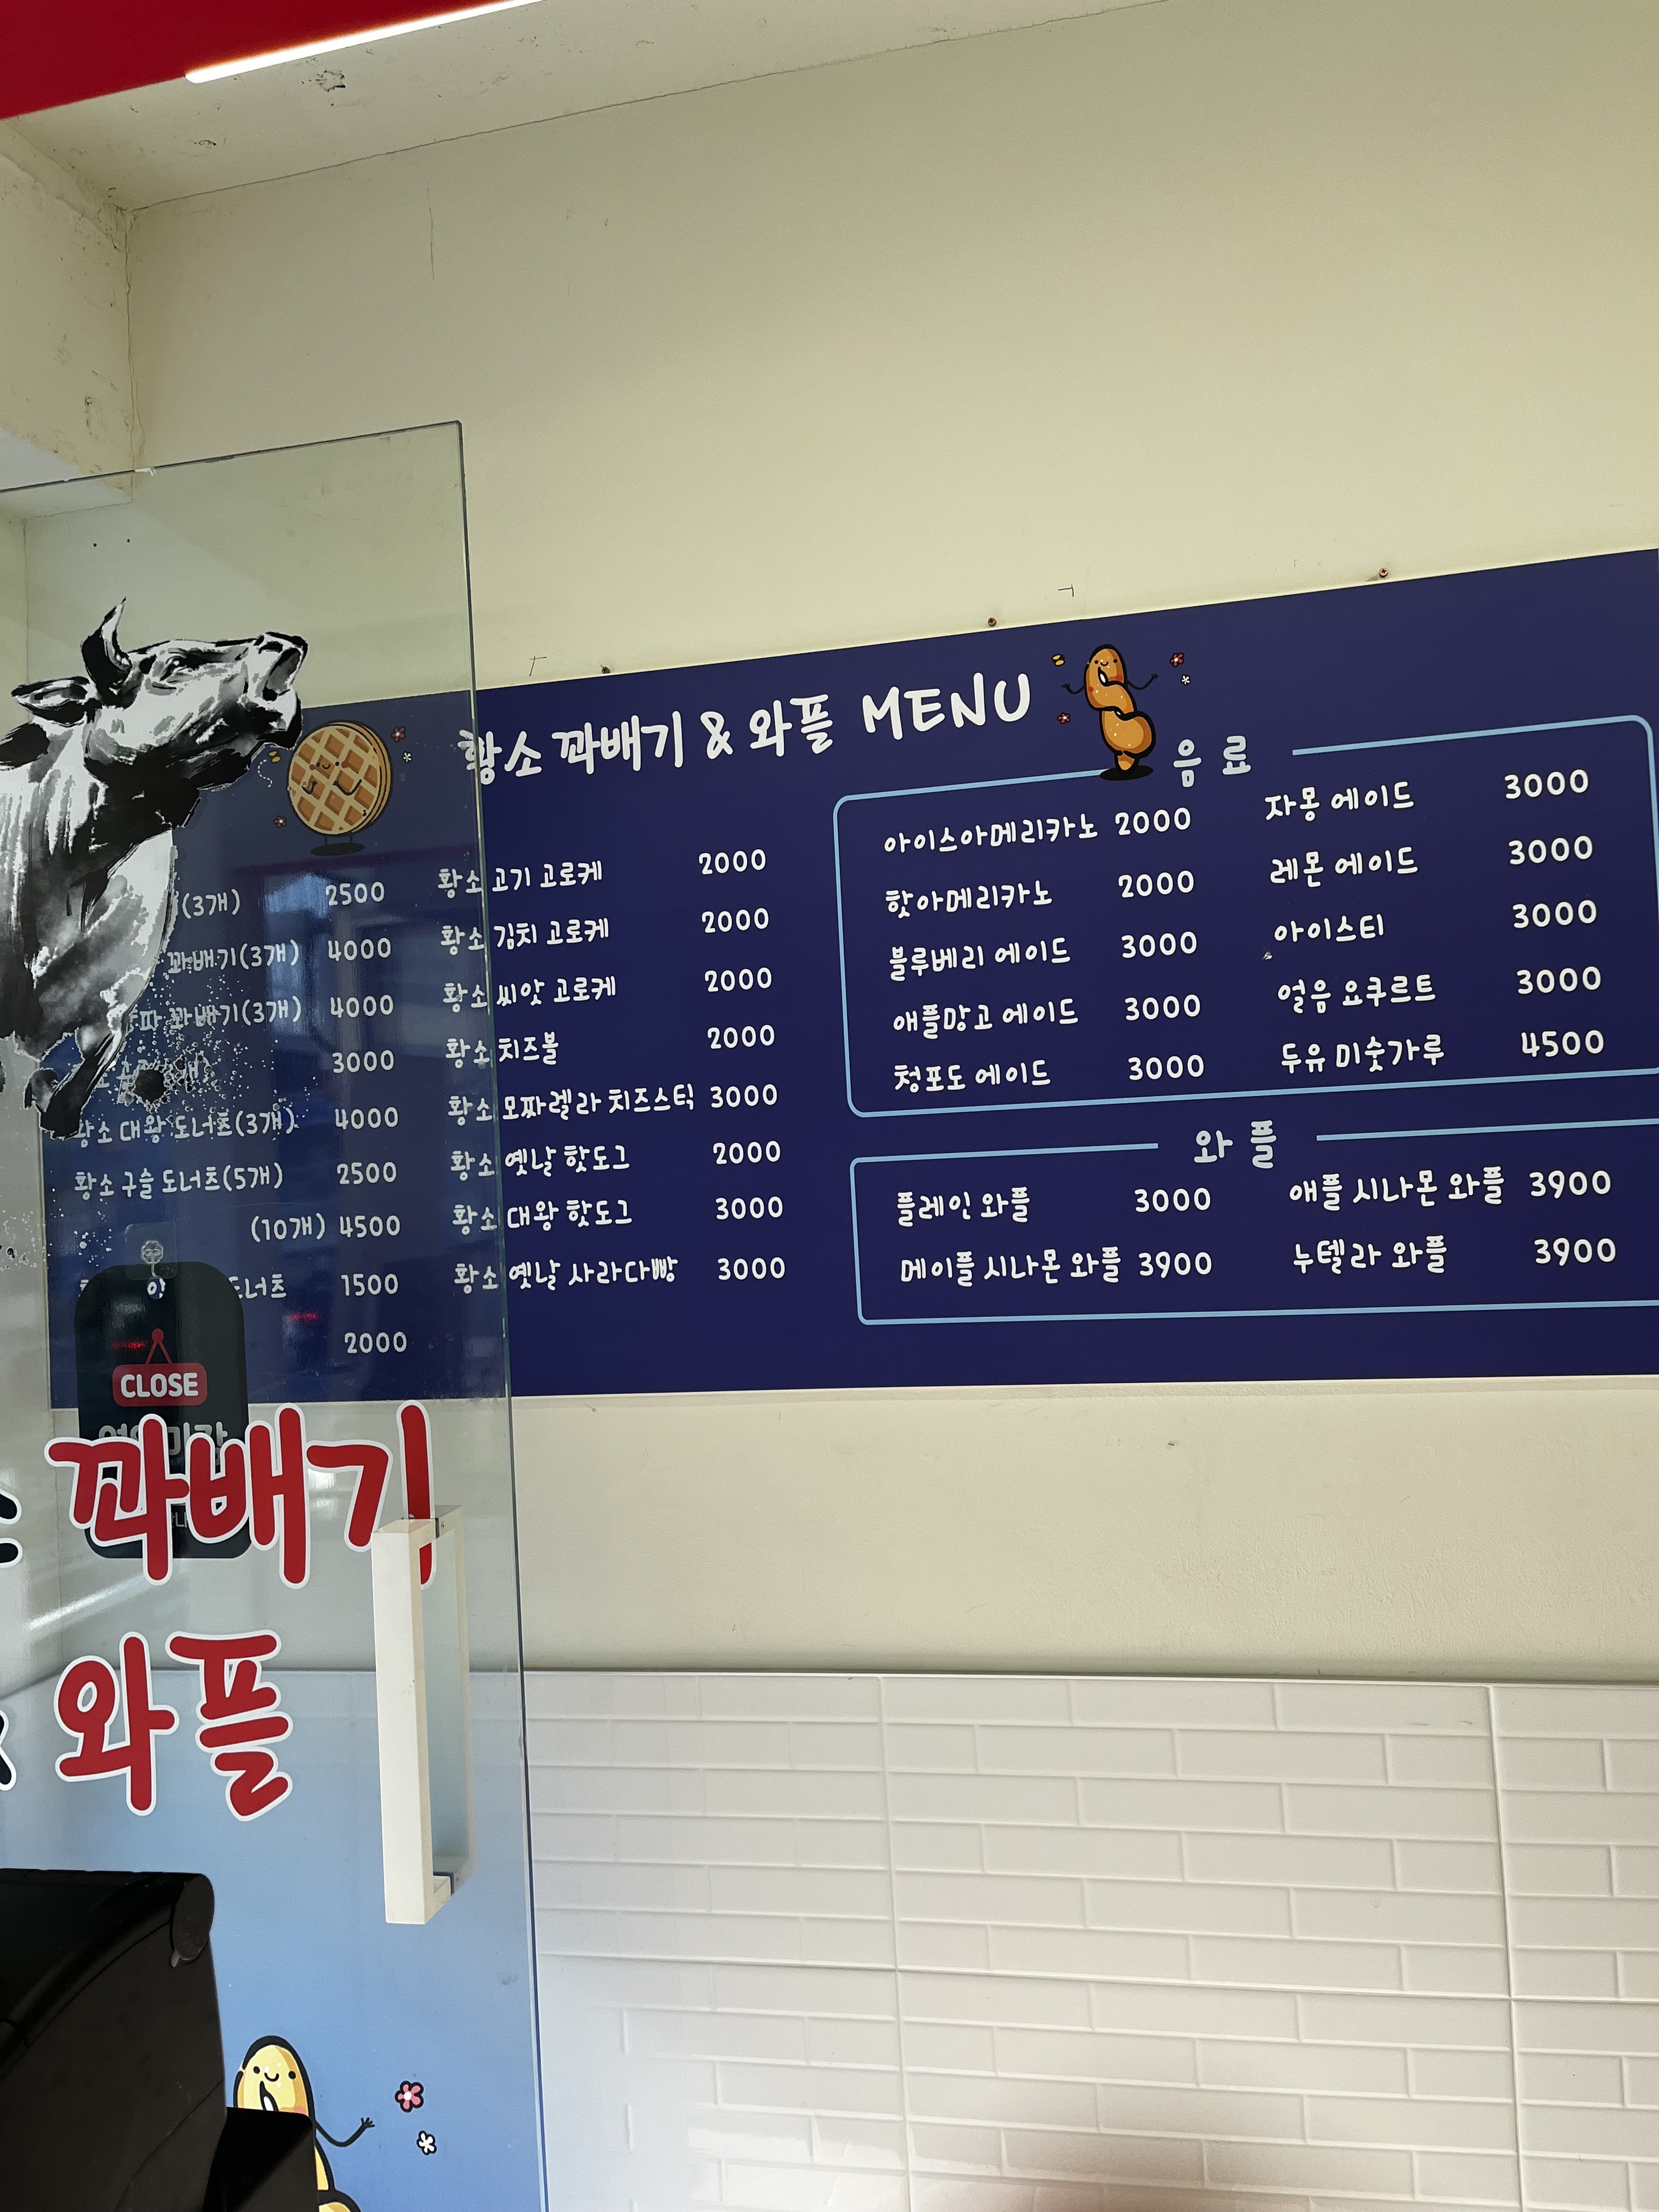 황소 꽈배기 & 와플 MENU
(3개) 2500
꽈배기(3개) 4000
꽈배기(3개) 4000
3000
황소 대왕 도너츠(3개) 4000
황소 구슬 도너츠(5개) 2500
(10개) 4500
1500
2000
황소 고기 고로케 2000
황소 김치 고로케 2000
황소 씨앗 고로케 2000
황소 치즈볼 2000
황소 모짜렐라 치즈스틱 3000
황소 옛날 핫도그 2000
황소 대왕 핫도그 3000
황소 옛날 사라다빵 3000
음료
아이스아메리카노 2000
핫아메리카노 2000
블루베리 에이드 3000
애플망고 에이드 3000
청포도 에이드 3000
자몽 에이드 3000
레몬 에이드 3000
아이스티 3000
얼음 요쿠르트 3000
두유 미숫가루 4500
와플
플레인 와플 3000
메이플 시나몬 와플 3900
애플 시나몬 와플 3900
누텔라 와플 3900
CLOSE
꽈배기
와플